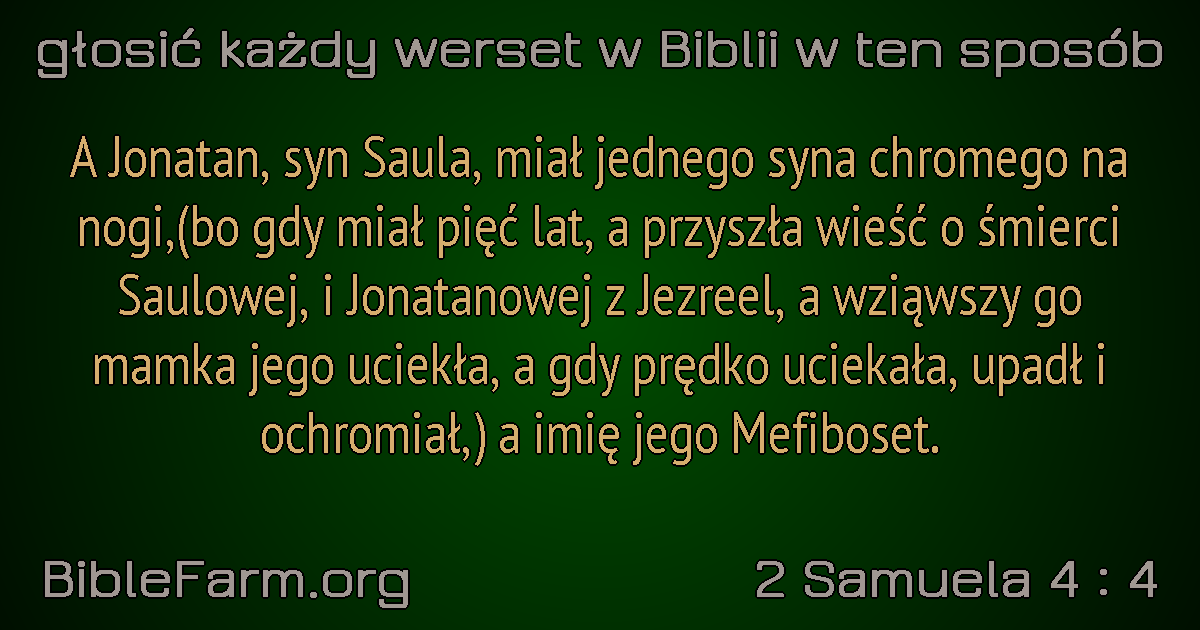 głosić każdy werset w Biblii w ten sposób
A Jonatan, syn Saula, miał jednego syna chromego na
nogi,(bo gdy miał pięć lat, a przyszła wieść o śmierci
Saulowej, i Jonatanowej z Jezreel, a wziąwszy go
mamka jego uciekła, a gdy prędko uciekała, upadł i
ochromiał,) a imię jego Mefiboset.
BibleFarm.org
2 Samuela 4 : 4